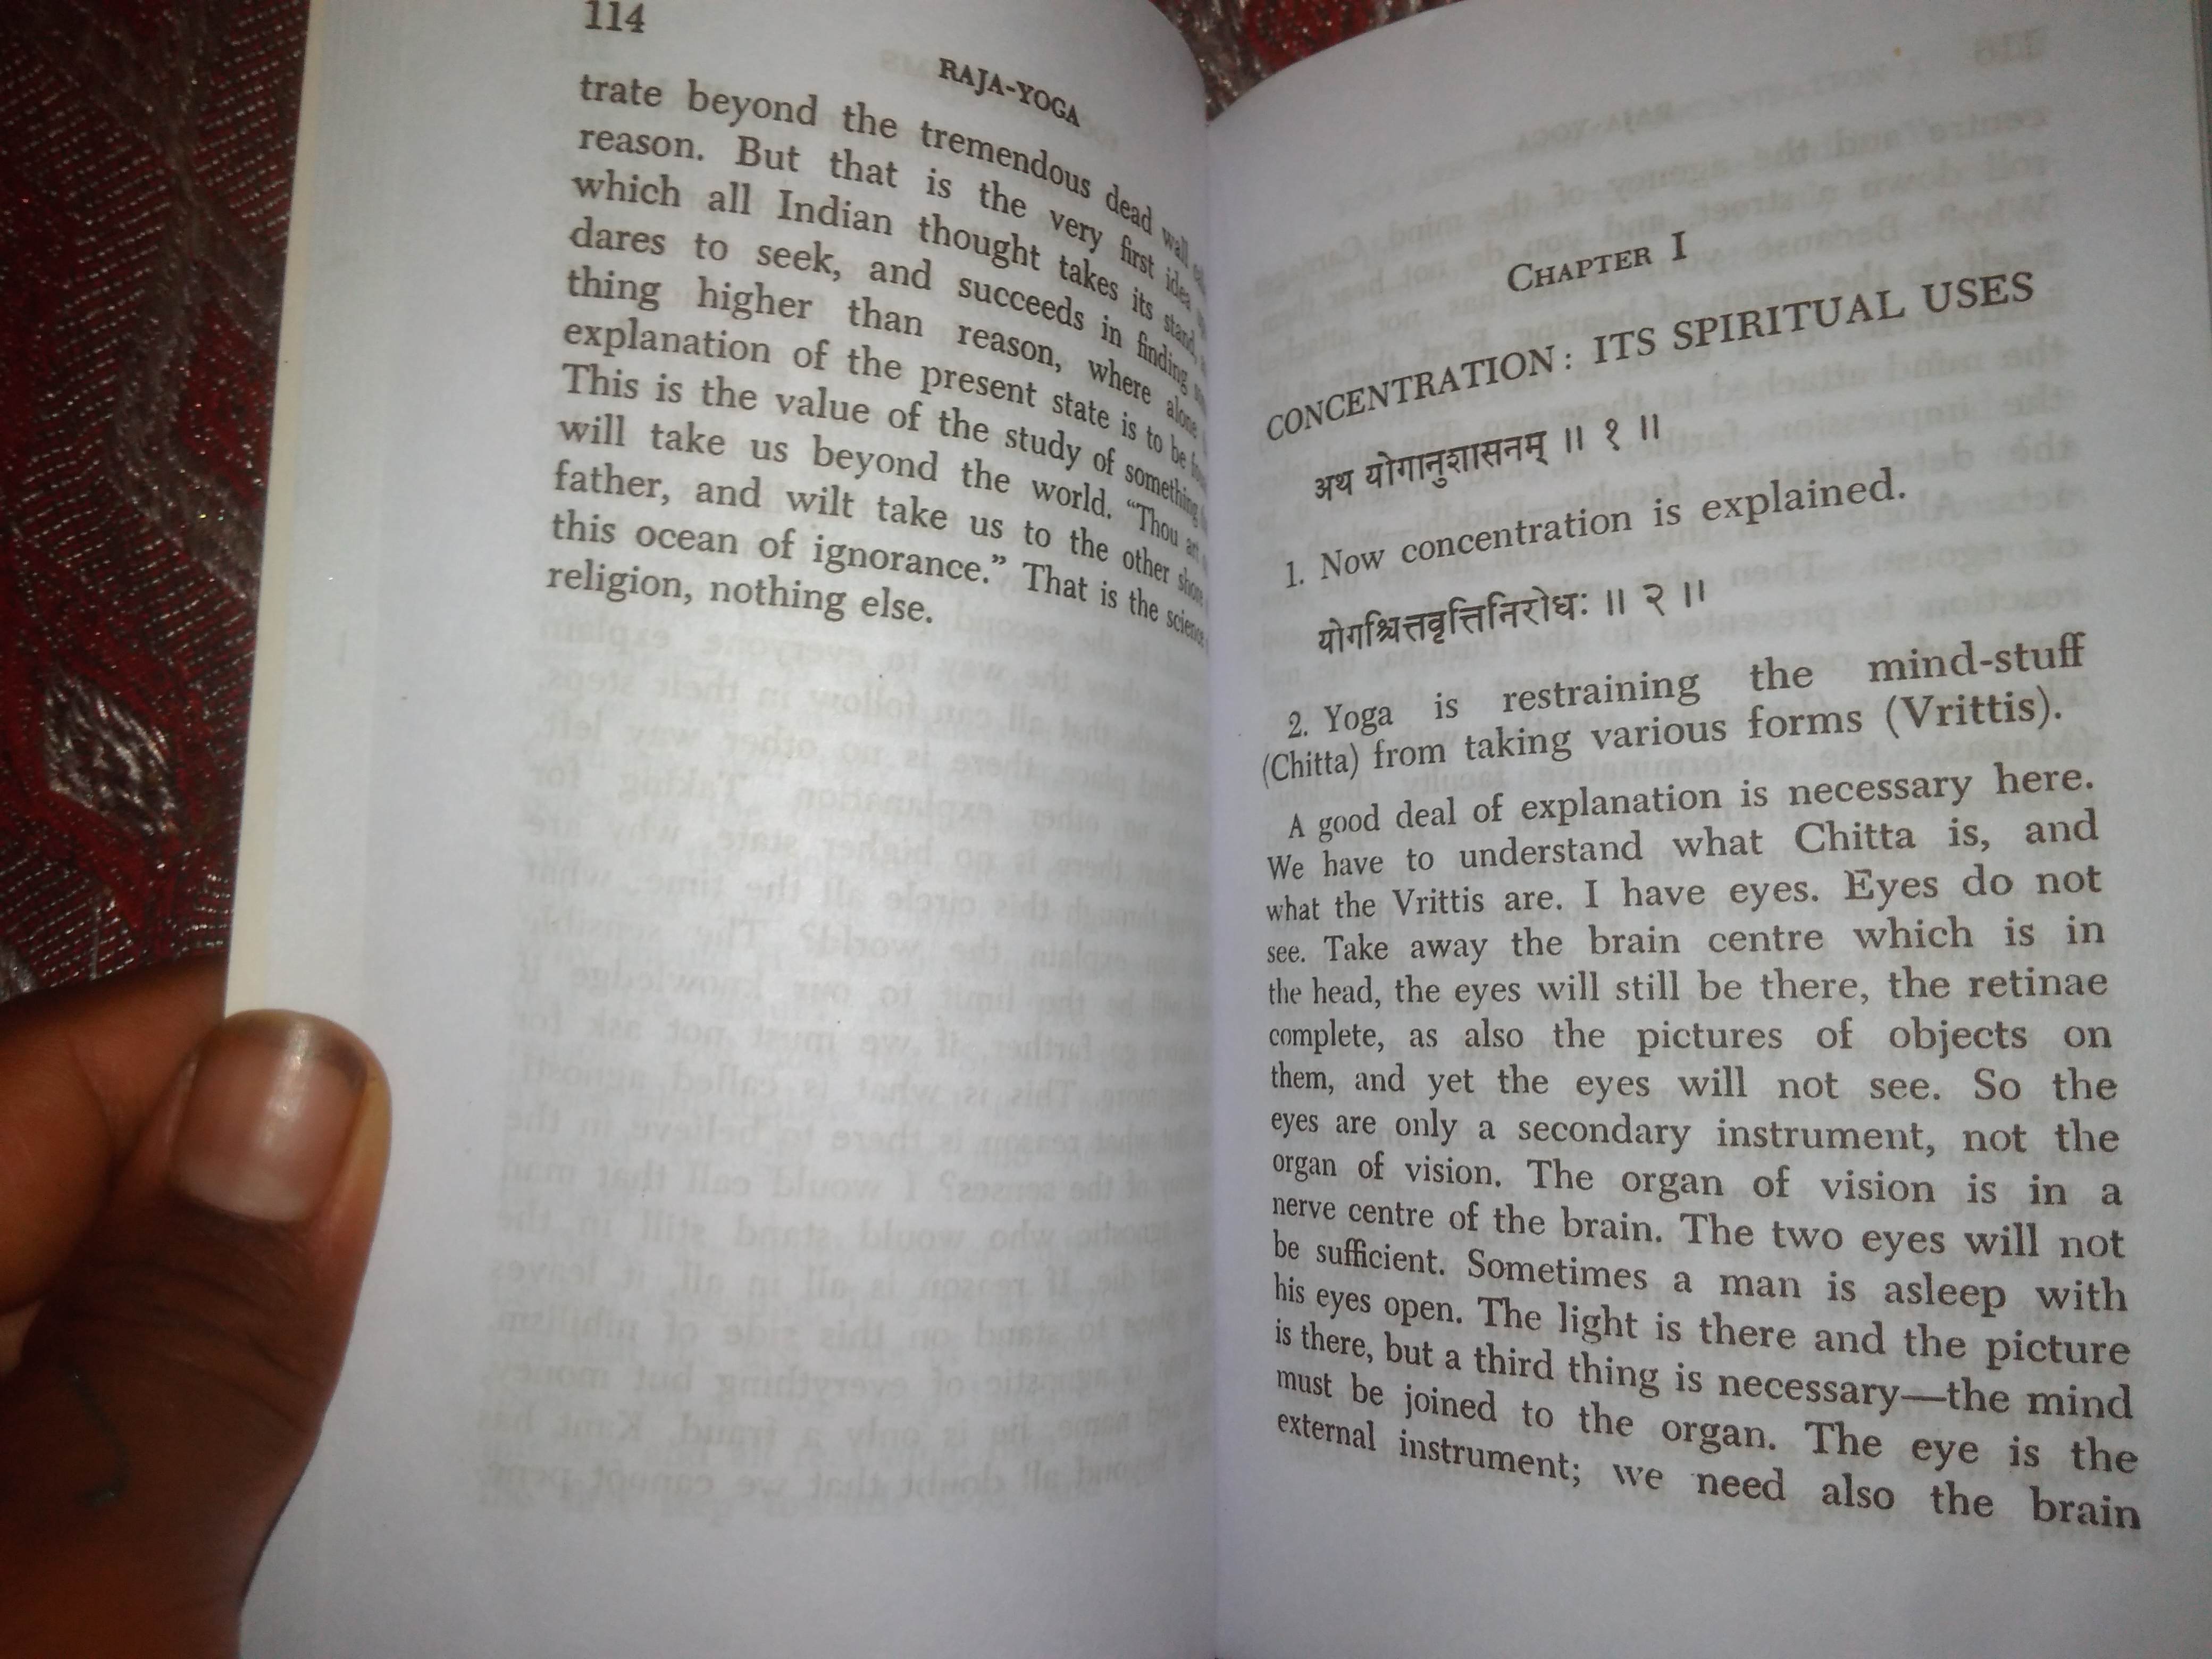 114
RAJA-YOGA
trate beyond the tremendous dead wall
reason. But that is the very first idea
which all Indian thought takes its stand,
dares to seek, and succeeds in finding
thing higher than reason, where alone
explanation of the present state is to be
This is the value of the study of something
will take us beyond the world. “Thou art
father, and wilt take us to the other shore
this ocean of ignorance.” That is the science
religion, nothing else.
CHAPTER I
CONCENTRATION: ITS SPIRITUAL USES
अथ योगानुशासनम् ॥ १ ॥
1. Now concentration is explained.
योगश्चित्तवृत्तिनिरोधः ॥ २ ॥
2. Yoga is restraining the mind-stuff
(Chitta) from taking various forms (Vrittis).
A good deal of explanation is necessary here.
We have to understand what Chitta is, and
what the Vrittis are. I have eyes. Eyes do not
see. Take away the brain centre which is in
the head, the eyes will still be there, the retinae
complete, as also the pictures of objects on
them, and yet the eyes will not see. So the
eyes are only a secondary instrument, not the
organ of vision. The organ of vision is in a
nerve centre of the brain. The two eyes will not
be sufficient. Sometimes a man is asleep with
his eyes open. The light is there and the picture
is there, but a third thing is necessary—the mind
must be joined to the organ. The eye is the
external instrument; we need also the brain